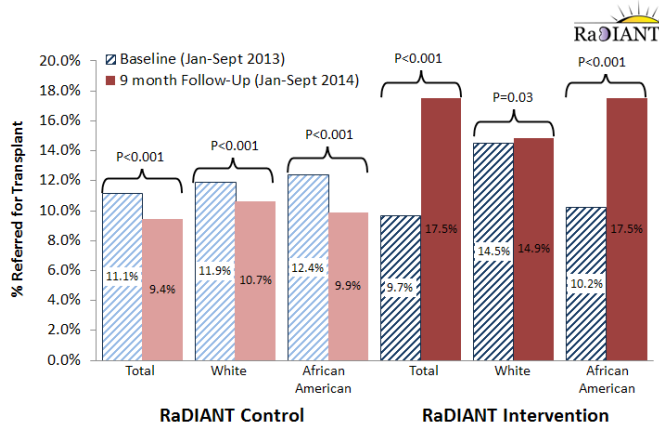 RaDIANT
Baseline (Jan-Sept 2013)
9 month Follow-Up (Jan-Sept 2014)
% Referred for Transplant
20.0%
18.0%
16.0%
14.0%
12.0%
10.0%
8.0%
6.0%
4.0%
2.0%
0.0%
P<0.001
P<0.001
P<0.001
P<0.001
P=0.03
P<0.001
11.1%
9.4%
11.9%
10.7%
12.4%
9.9%
9.7%
17.5%
14.5%
14.9%
10.2%
17.5%
Total
White
African
American
Total
White
African
American
RaDIANT Control
RaDIANT Intervention